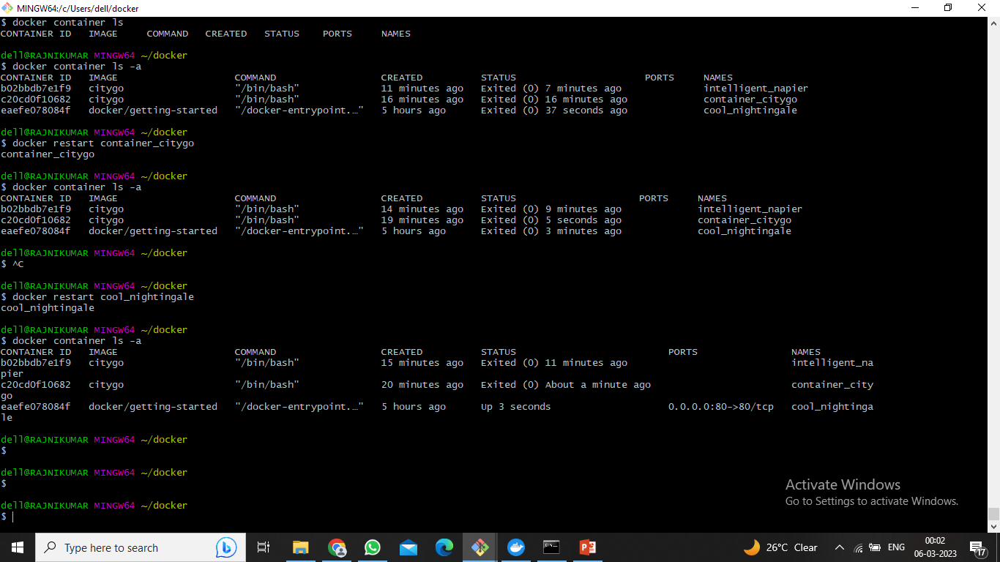 MINGW64:/c/Users/dell/docker
$ docker container ls
CONTAINER ID   IMAGE     COMMAND   CREATED   STATUS    PORTS     NAMES

dell@RAJNIKUMAR MINGW64 ~/docker
$ docker container ls -a
CONTAINER ID   IMAGE                    COMMAND                  CREATED          STATUS                      PORTS     NAMES
b02bbdb7e1f9   citygo                   "/bin/bash"              11 minutes ago   Exited (0) 7 minutes ago              intelligent_napier
c20cd0f10682   citygo                   "/bin/bash"              16 minutes ago   Exited (0) 16 minutes ago             container_citygo
eaefe078084f   docker/getting-started   "/docker-entrypoint.…"   5 hours ago      Exited (0) 37 seconds ago             cool_nightingale

dell@RAJNIKUMAR MINGW64 ~/docker
$ docker restart container_citygo
container_citygo

dell@RAJNIKUMAR MINGW64 ~/docker
$ docker container ls -a
CONTAINER ID   IMAGE                    COMMAND                  CREATED          STATUS                     PORTS     NAMES
b02bbdb7e1f9   citygo                   "/bin/bash"              14 minutes ago   Exited (0) 9 minutes ago             intelligent_napier
c20cd0f10682   citygo                   "/bin/bash"              19 minutes ago   Exited (0) 5 seconds ago             container_citygo
eaefe078084f   docker/getting-started   "/docker-entrypoint.…"   5 hours ago      Exited (0) 3 minutes ago             cool_nightingale

dell@RAJNIKUMAR MINGW64 ~/docker
$ ^C

dell@RAJNIKUMAR MINGW64 ~/docker
$ docker restart cool_nightingale
cool_nightingale

dell@RAJNIKUMAR MINGW64 ~/docker
$ docker container ls -a
CONTAINER ID   IMAGE                    COMMAND                  CREATED          STATUS                          PORTS                NAMES
b02bbdb7e1f9   citygo                   "/bin/bash"              15 minutes ago   Exited (0) 11 minutes ago                            intelligent_na
pier
c20cd0f10682   citygo                   "/bin/bash"              20 minutes ago   Exited (0) About a minute ago                        container_city
go
eaefe078084f   docker/getting-started   "/docker-entrypoint.…"   5 hours ago      Up 3 seconds                    0.0.0.0:80->80/tcp   cool_nightinga
le

dell@RAJNIKUMAR MINGW64 ~/docker
$

dell@RAJNIKUMAR MINGW64 ~/docker
$

dell@RAJNIKUMAR MINGW64 ~/docker
$
Activate Windows
Go to Settings to activate Windows.
Type here to search
26°C Clear
ENG
00:02
06-03-2023
17